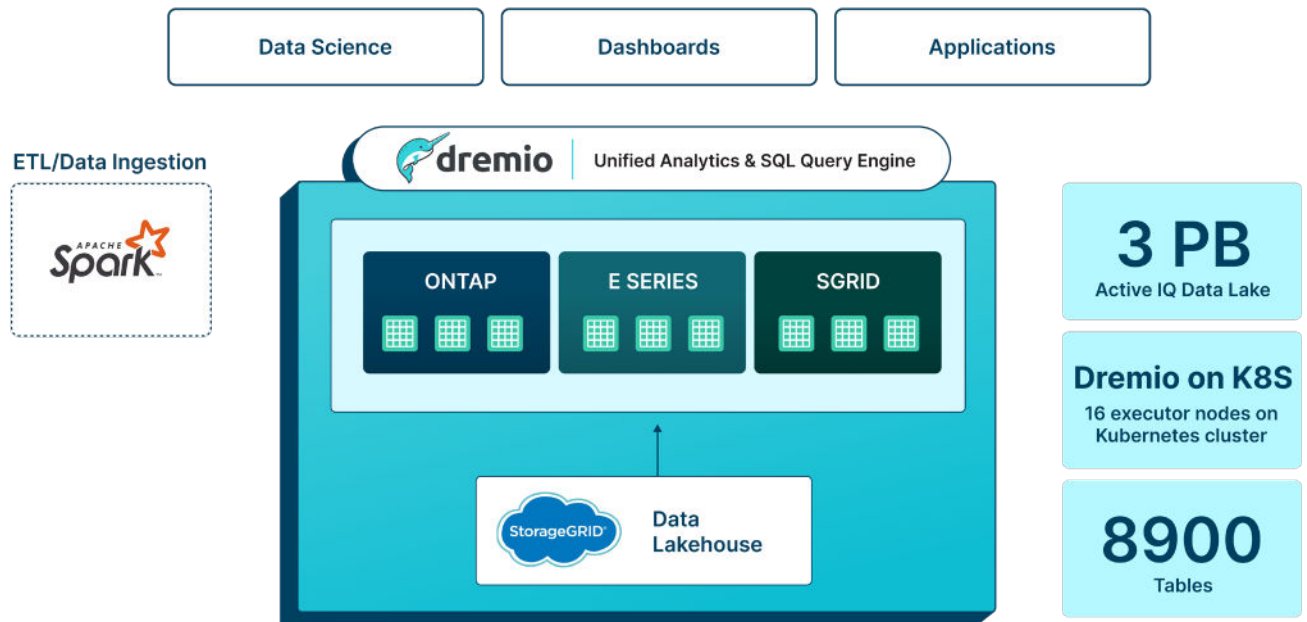 Data Science
Dashboards
Applications
ETL/Data Ingestion
APACHE
Spark™
dremio
Unified Analytics & SQL Query Engine
ONTAP
E SERIES
SGRID
StorageGRID®
Data
Lakehouse
3 PB
Active IQ Data Lake
Dremio on K8S
16 executor nodes on
Kubernetes cluster
8900
Tables